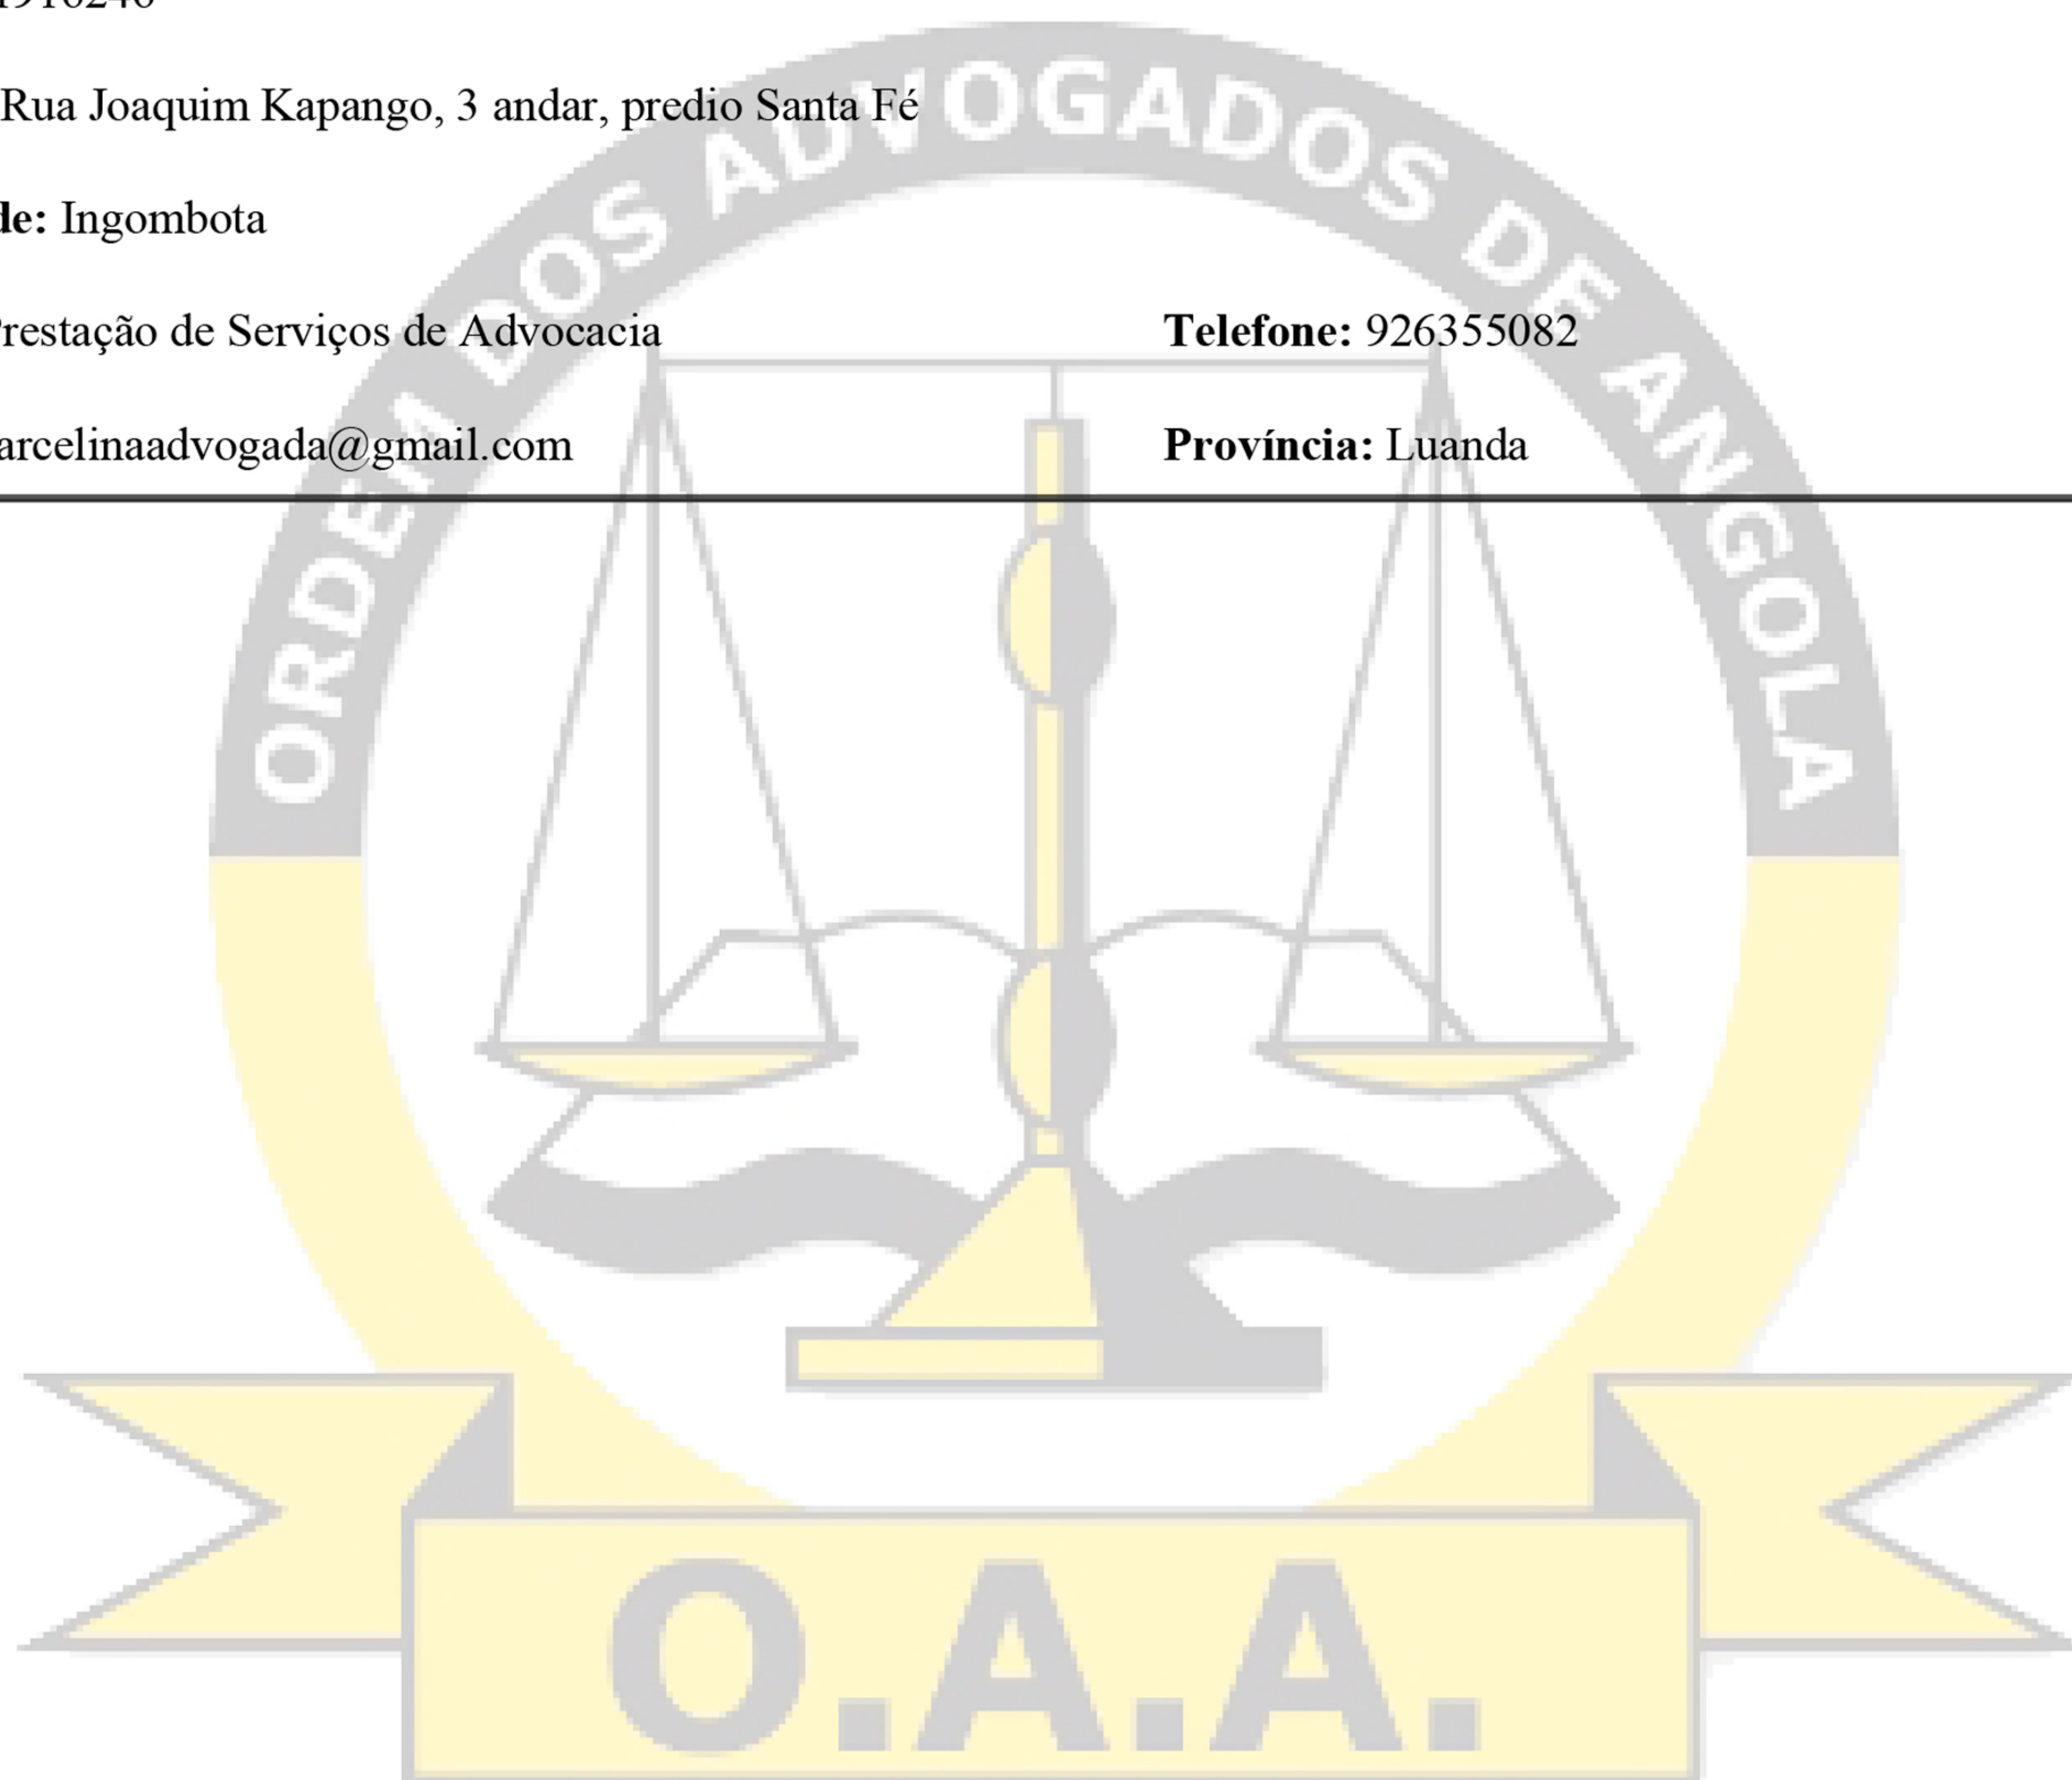 Rua Joaquim Kapango, 3 andar, predio Santa Fé
de: Ingombota
Prestação de Serviços de Advocacia Telefone: 926355082
arcelinaadvogada@gmail.com Província: Luanda
ORDEM DOS ADVOGADOS DE ANGOLA
O.A.A.